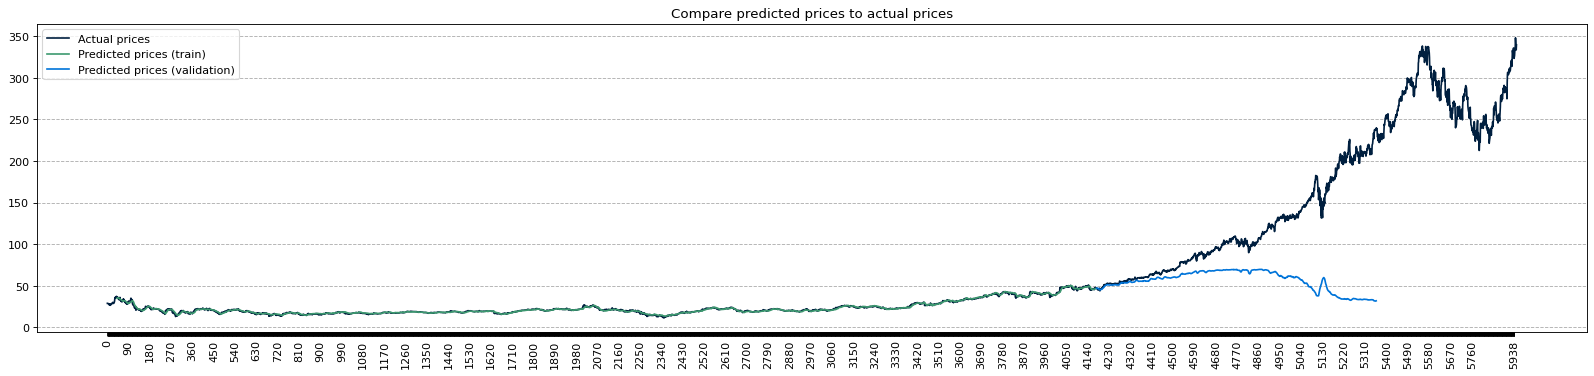 Compare predicted prices to actual prices
Actual prices
Predicted prices (train)
Predicted prices (validation)
350
300
250
200
150
100
50
0
0 90 180 270 360 450 540 630 720 810 900 990 1080 1170 1260 1350 1440 1530 1620 1710 1800 1890 1980 2070 2160 2250 2340 2430 2520 2610 2700 2790 2880 2970 3060 3150 3240 3330 3420 3510 3600 3690 3780 3870 3960 4050 4140 4230 4320 4410 4500 4590 4680 4770 4860 4950 5040 5130 5220 5310 5400 5490 5580 5670 5760 5938